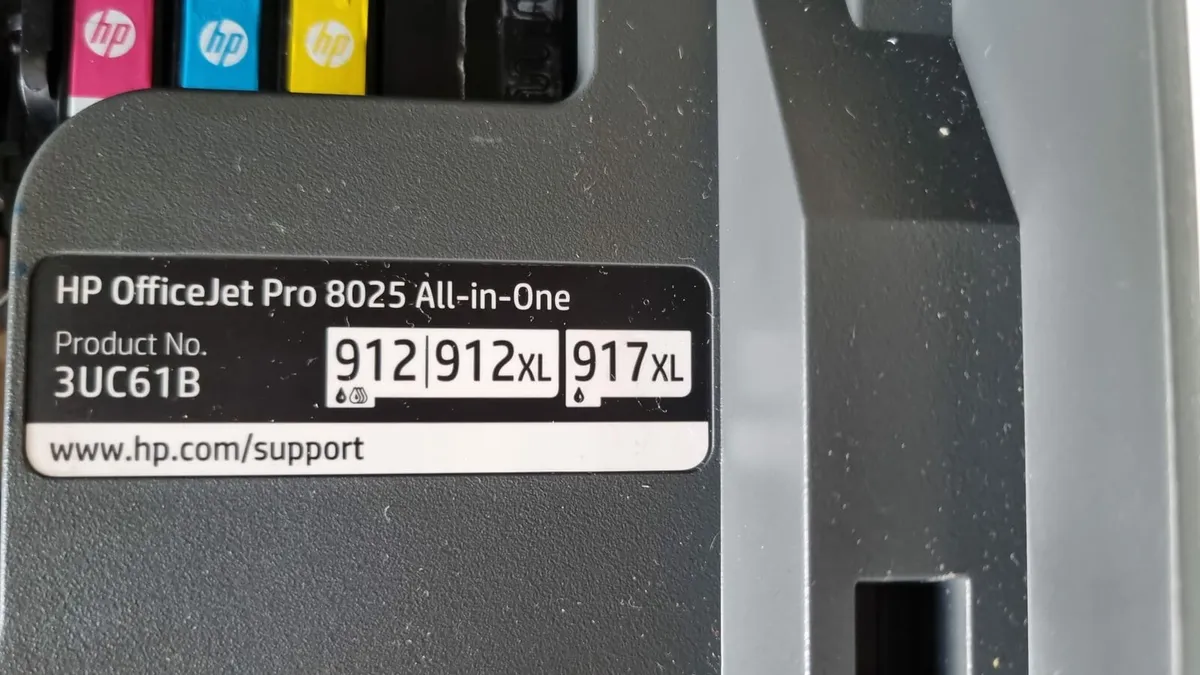 hp hp hp
HP OfficeJet Pro 8025 All-in-One
Product No.
3UC61B
912|912XL 917XL
www.hp.com/support